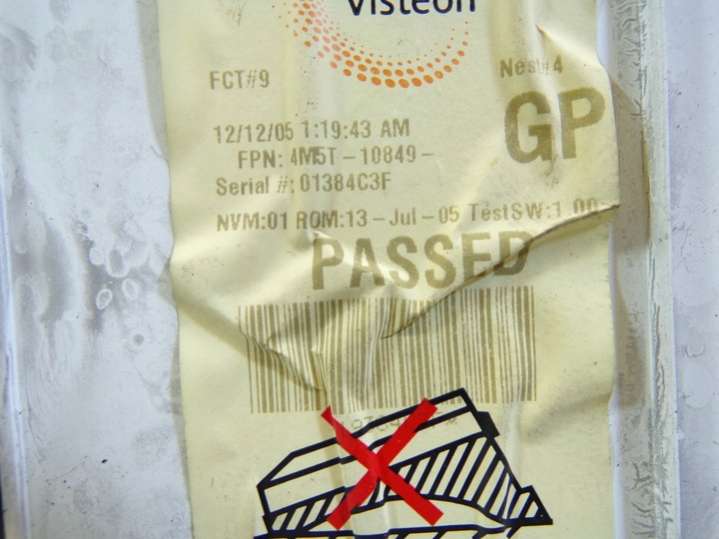 Visteon
FCT#9
Nest#4
GP
12/12/05 1:19:43 AM
FPN: 4M5T-10849-
Serial #: 01384C3F
NVM:01 ROM:13-Jul-05 TestSW:1.00
PASSED